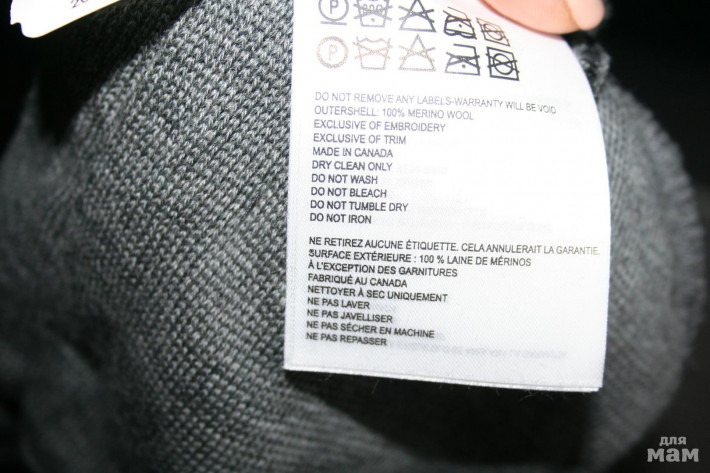 DO NOT REMOVE ANY LABELS-WARRANTY WILL BE VOID
OUTERSHELL: 100% MERINO WOOL
EXCLUSIVE OF EMBROIDERY
EXCLUSIVE OF TRIM
MADE IN CANADA
DRY CLEAN ONLY
DO NOT WASH
DO NOT BLEACH
DO NOT TUMBLE DRY
DO NOT IRON
NE RETIREZ AUCUNE ÉTIQUETTE. CELA ANNULERAIT LA GARANTIE.
SURFACE EXTÉRIEURE : 100 % LAINE DE MÉRINOS
À L'EXCEPTION DES GARNITURES
FABRIQUÉ AU CANADA
NETTOYER À SEC UNIQUEMENT
NE PAS LAVER
NE PAS JAVELLISER
NE PAS SÉCHER EN MACHINE
NE PAS REPASSER
для
мам